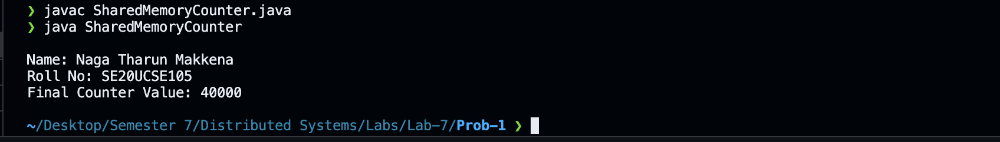 ❯ javac SharedMemoryCounter.java
❯ java SharedMemoryCounter
Name: Naga Tharun Makkena
Roll No: SE20UCSE105
Final Counter Value: 40000
~/Desktop/Semester 7/Distributed Systems/Labs/Lab-7/Prob-1 ❯